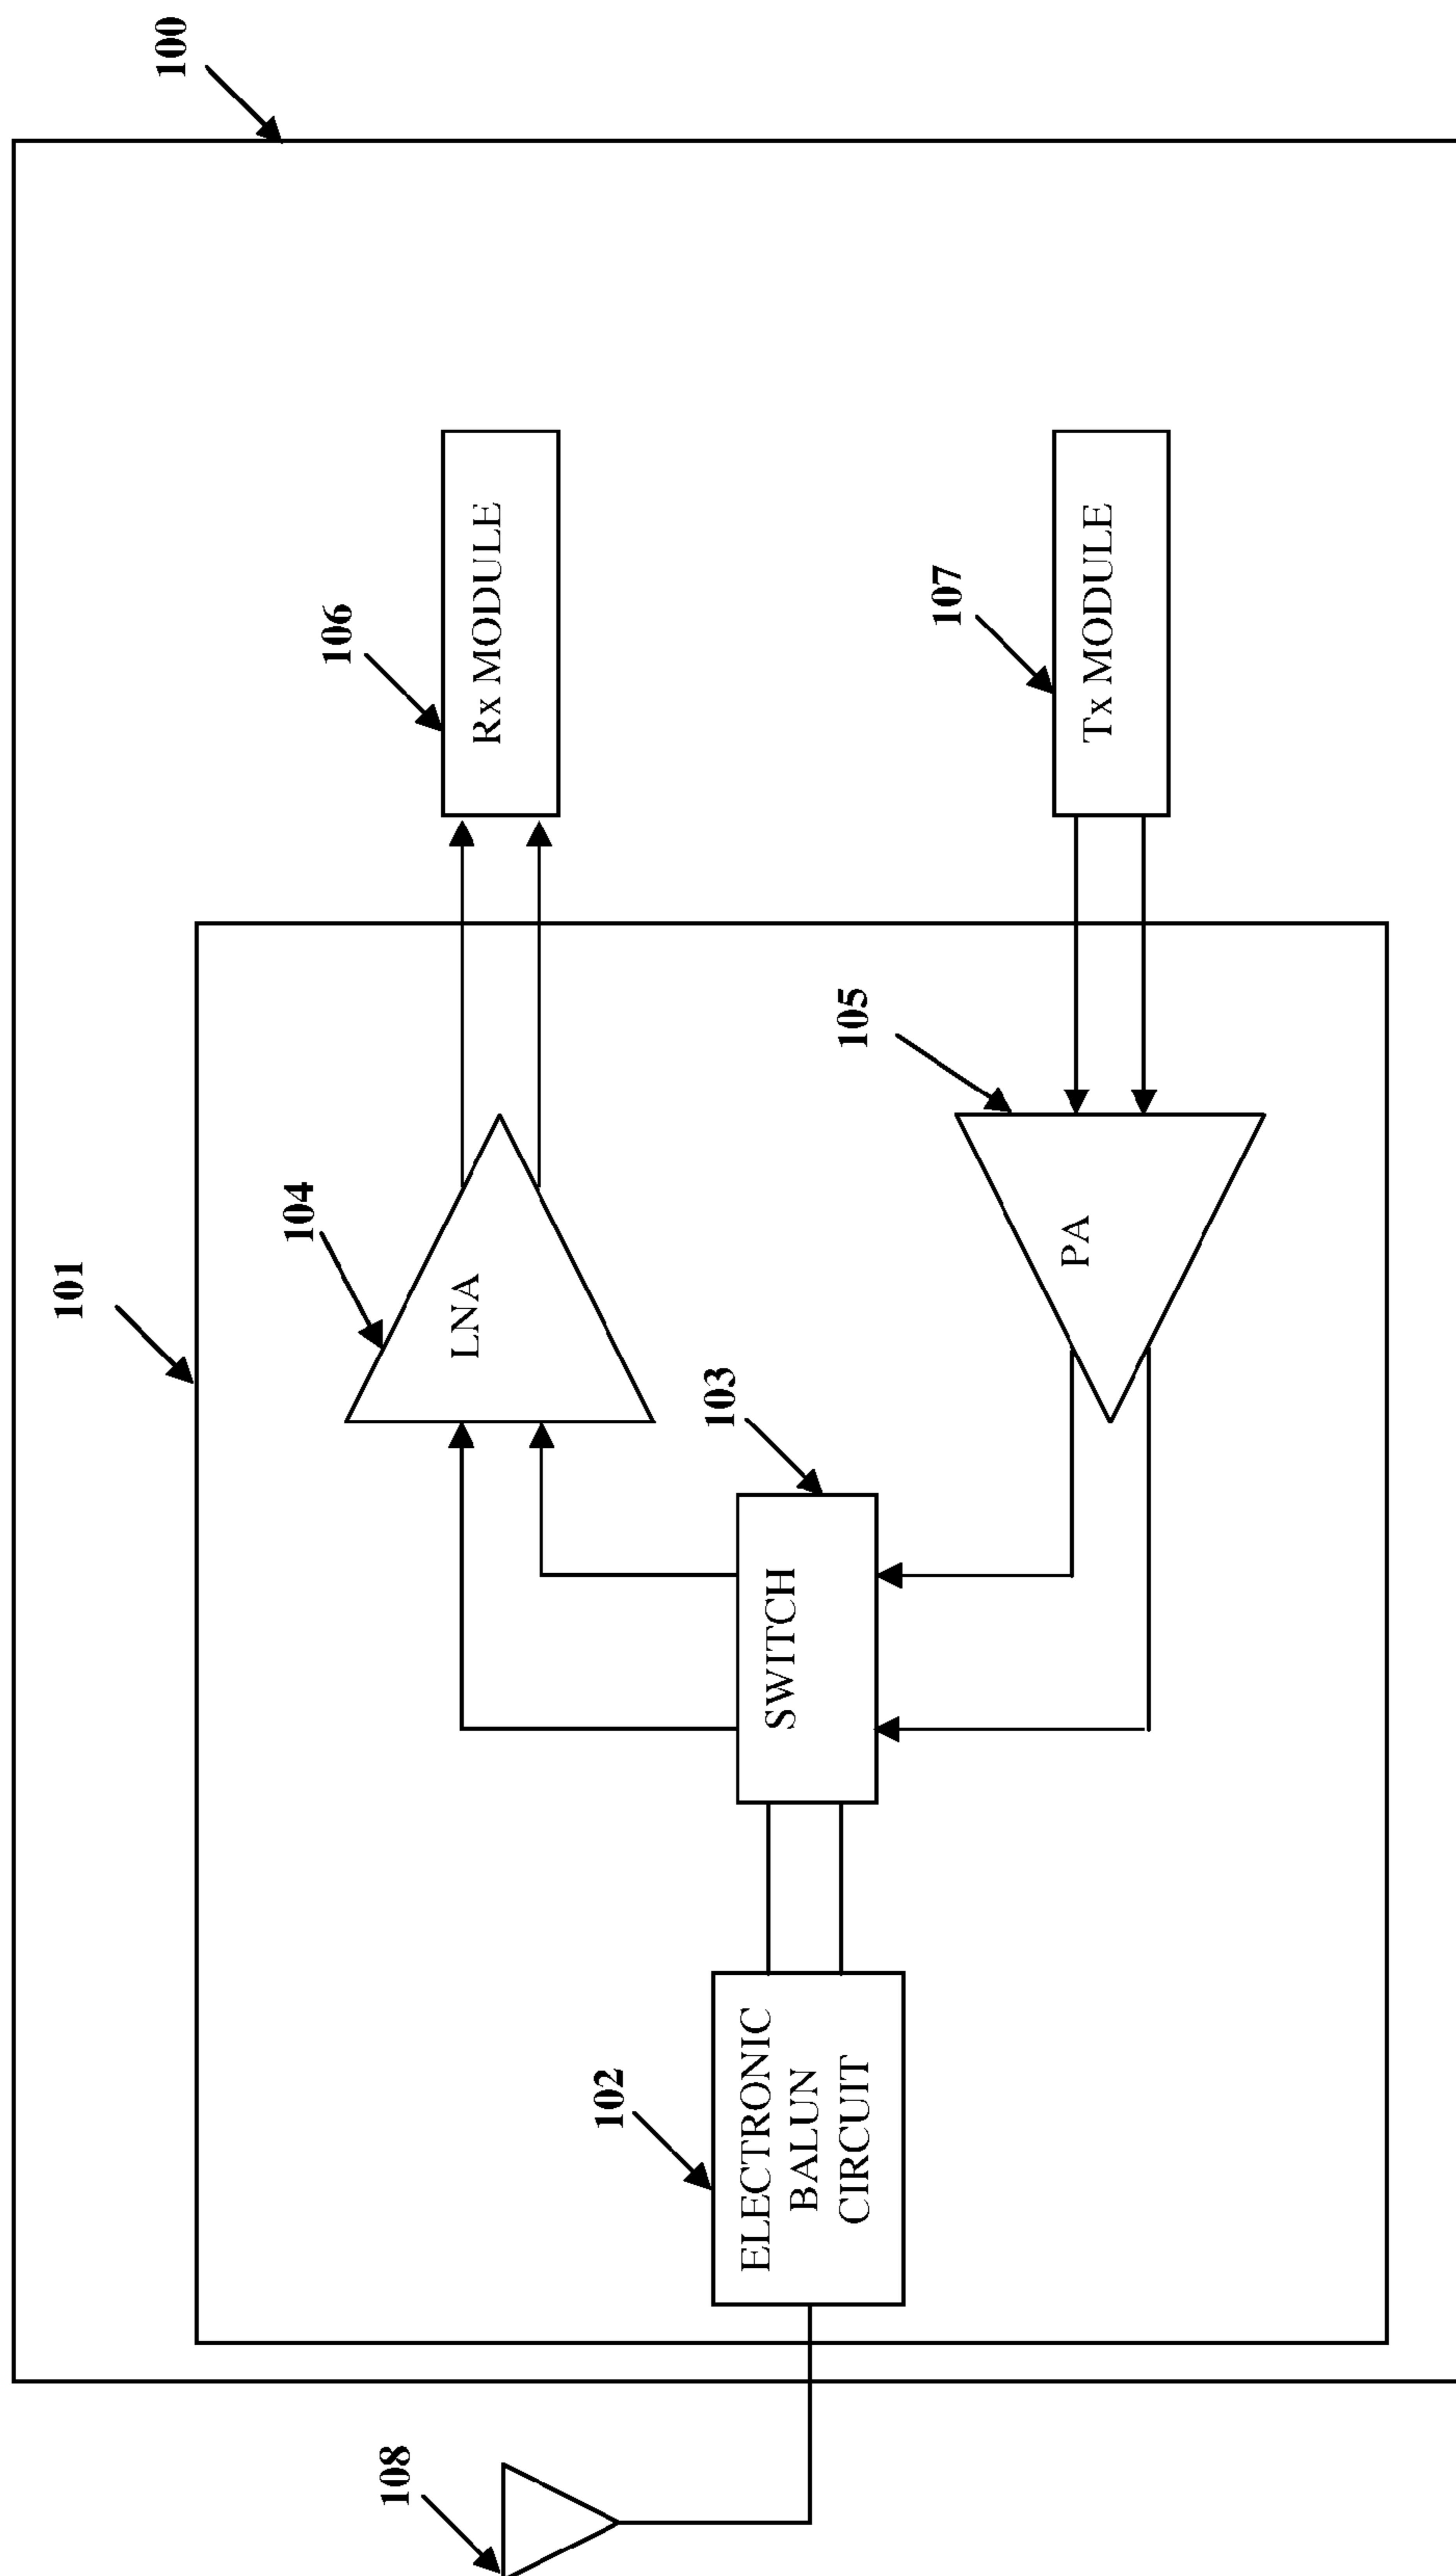 100
101
106
Rx MODULE
104
LNA
107
Tx MODULE
105
PA
103
SWITCH
102
ELECTRONIC
BALUN
CIRCUIT
108